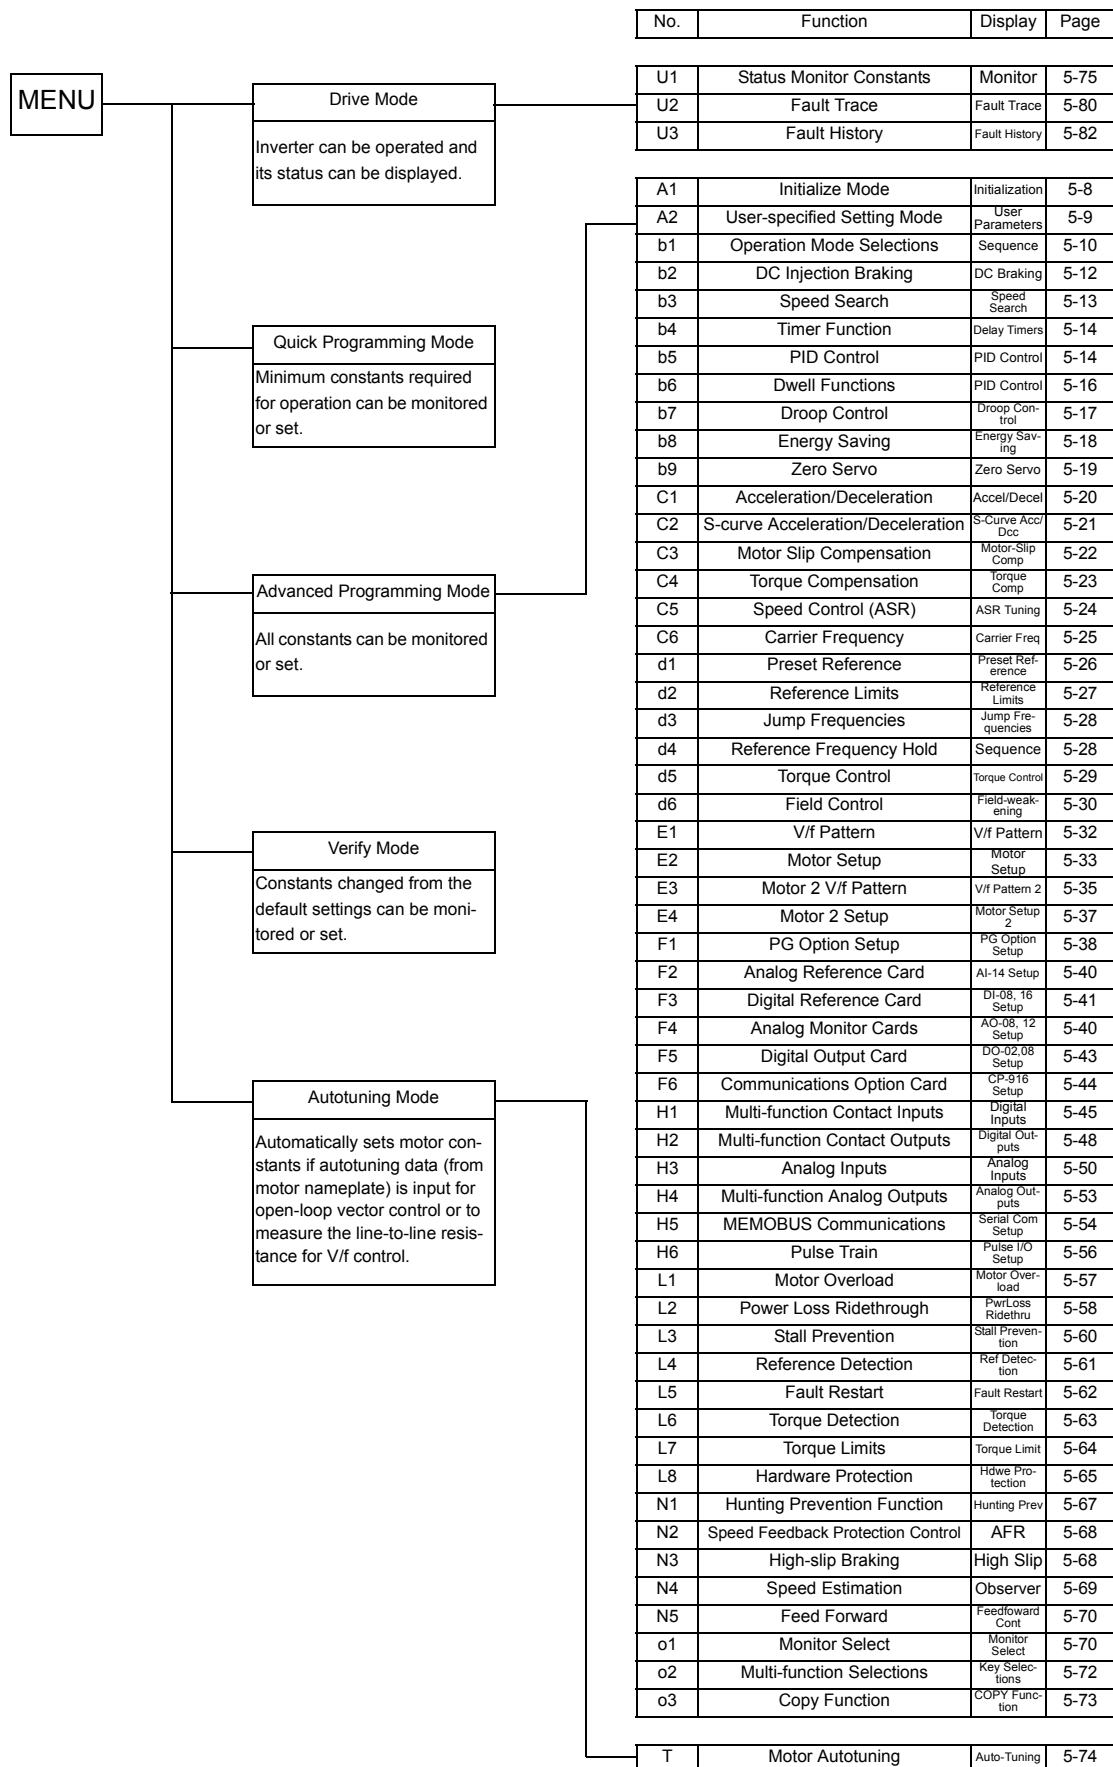 No. Function Display Page
MENU
Drive Mode
Inverter can be operated and
its status can be displayed.
Quick Programming Mode
Minimum constants required
for operation can be monitored
or set.
Advanced Programming Mode
All constants can be monitored
or set.
Verify Mode
Constants changed from the
default settings can be moni-
tored or set.
Autotuning Mode
Automatically sets motor con-
stants if autotuning data (from
motor nameplate) is input for
open-loop vector control or to
measure the line-to-line resis-
tance for V/f control.
U1 Status Monitor Constants Monitor 5-75
U2 Fault Trace Fault Trace 5-80
U3 Fault History Fault History 5-82
A1 Initialize Mode Initialization 5-8
A2 User-specified Setting Mode User Parameters 5-9
b1 Operation Mode Selections Sequence 5-10
b2 DC Injection Braking DC Braking 5-12
b3 Speed Search Speed Search 5-13
b4 Timer Function Delay Timers 5-14
b5 PID Control PID Control 5-14
b6 Dwell Functions PID Control 5-16
b7 Droop Control Droop Con-trol 5-17
b8 Energy Saving Energy Sav-ing 5-18
b9 Zero Servo Zero Servo 5-19
C1 Acceleration/Deceleration Accel/Decel 5-20
C2 S-curve Acceleration/Deceleration S-Curve Acc/Dcc 5-21
C3 Motor Slip Compensation Motor-Slip Comp 5-22
C4 Torque Compensation Torque Comp 5-23
C5 Speed Control (ASR) ASR Tuning 5-24
C6 Carrier Frequency Carrier Freq 5-25
d1 Preset Reference Preset Ref-erence 5-26
d2 Reference Limits Reference Limits 5-27
d3 Jump Frequencies Jump Fre-quencies 5-28
d4 Reference Frequency Hold Sequence 5-28
d5 Torque Control Torque Control 5-29
d6 Field Control Field-weak-ening 5-30
E1 V/f Pattern V/f Pattern 5-32
E2 Motor Setup Motor Setup 5-33
E3 Motor 2 V/f Pattern V/f Pattern 2 5-35
E4 Motor 2 Setup Motor Setup 2 5-37
F1 PG Option Setup PG Option Setup 5-38
F2 Analog Reference Card AI-14 Setup 5-40
F3 Digital Reference Card DI-08, 16 Setup 5-41
F4 Analog Monitor Cards AO-08, 12 Setup 5-40
F5 Digital Output Card DO-02,08 Setup 5-43
F6 Communications Option Card CP-916 Setup 5-44
H1 Multi-function Contact Inputs Digital Inputs 5-45
H2 Multi-function Contact Outputs Digital Out-puts 5-48
H3 Analog Inputs Analog Inputs 5-50
H4 Multi-function Analog Outputs Analog Out-puts 5-53
H5 MEMOBUS Communications Serial Com Setup 5-54
H6 Pulse Train Pulse I/O Setup 5-56
L1 Motor Overload Motor Over-load 5-57
L2 Power Loss Ridethrough PwrLoss Ridethru 5-58
L3 Stall Prevention Stall Preven-tion 5-60
L4 Reference Detection Ref Detec-tion 5-61
L5 Fault Restart Fault Restart 5-62
L6 Torque Detection Torque Detection 5-63
L7 Torque Limits Torque Limit 5-64
L8 Hardware Protection Hdwe Pro-tection 5-65
N1 Hunting Prevention Function Hunting Prev 5-67
N2 Speed Feedback Protection Control AFR 5-68
N3 High-slip Braking High Slip 5-68
N4 Speed Estimation Observer 5-69
N5 Feed Forward Feedfoward Cont 5-70
o1 Monitor Select Monitor Select 5-70
o2 Multi-function Selections Key Selec-tions 5-72
o3 Copy Function COPY Func-tion 5-73
T Motor Autotuning Auto-Tuning 5-74